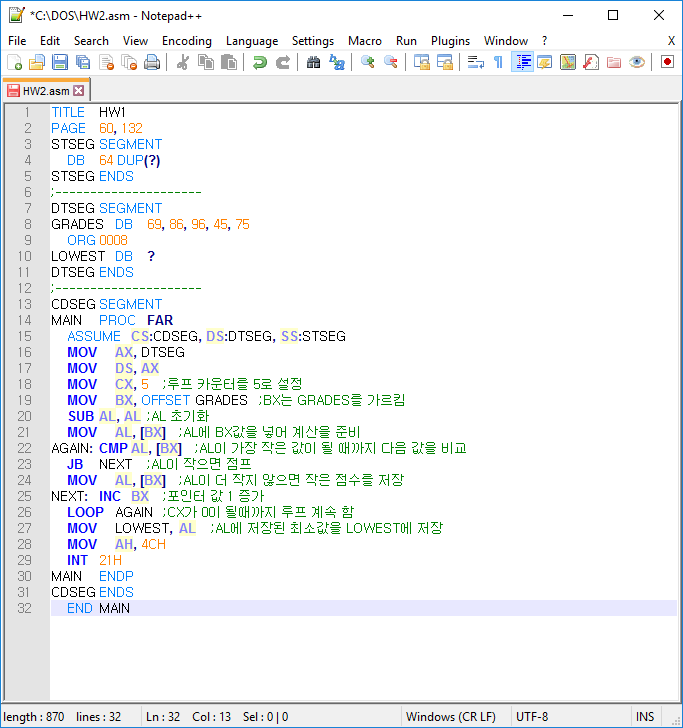 *C:\DOS\HW2.asm - Notepad++
File Edit Search View Encoding Language Settings Macro Run Plugins Window ? X
HW2.asm
1 TITLE HW1
2 PAGE 60, 132
3 STSEG SEGMENT
4 DB 64 DUP(?)
5 STSEG ENDS
6 ;---------------------
7 DTSEG SEGMENT
8 GRADES DB 69, 86, 96, 45, 75
9 ORG 0008
10 LOWEST DB ?
11 DTSEG ENDS
12 ;---------------------
13 CDSEG SEGMENT
14 MAIN PROC FAR
15 ASSUME CS:CDSEG, DS:DTSEG, SS:STSEG
16 MOV AX, DTSEG
17 MOV DS, AX
18 MOV CX, 5 ;루프 카운터를 5로 설정
19 MOV BX, OFFSET GRADES ;BX는 GRADES를 가르킴
20 SUB AL, AL ;AL 초기화
21 MOV AL, [BX] ;AL에 BX값을 넣어 계산을 준비
22 AGAIN: CMP AL, [BX] ;AL이 가장 작은 값이 될 때까지 다음 값을 비교
23 JB NEXT ;AL이 작으면 점프
24 MOV AL, [BX] ;AL이 더 작지 않으면 작은 점수를 저장
25 NEXT: INC BX ;포인터 값 1 증가
26 LOOP AGAIN ;CX가 0이 될때까지 루프 계속 함
27 MOV LOWEST, AL ;AL에 저장된 최소값을 LOWEST에 저장
28 MOV AH, 4CH
29 INT 21H
30 MAIN ENDP
31 CDSEG ENDS
32 END MAIN
length : 870 lines : 32 Ln : 32 Col : 13 Sel : 0 | 0 Windows (CR LF) UTF-8 INS